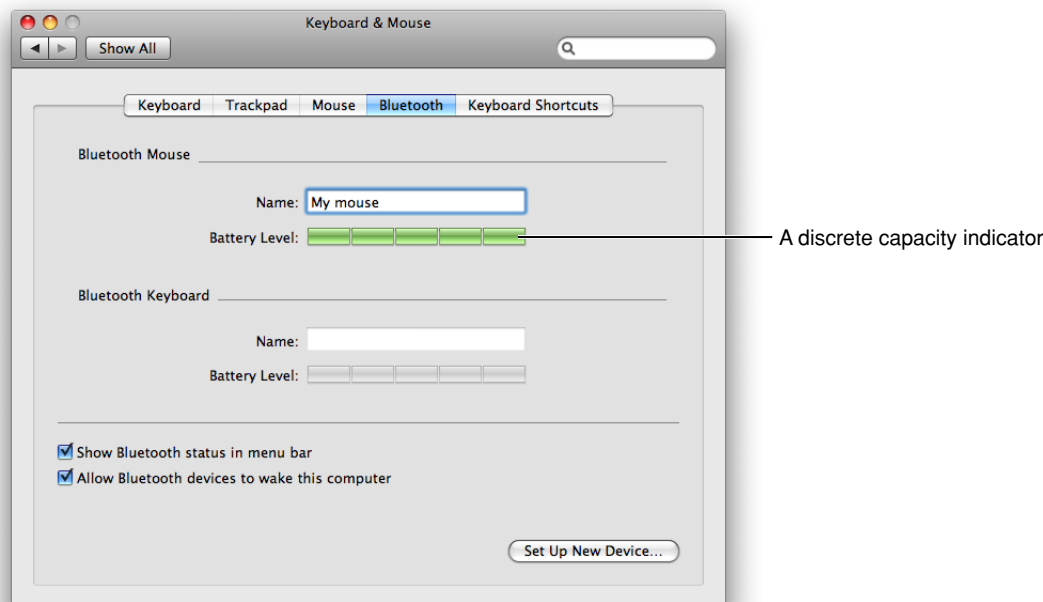 Keyboard & Mouse
Show All
Keyboard Trackpad Mouse Bluetooth Keyboard Shortcuts
Bluetooth Mouse
Name: My mouse
Battery Level:
A discrete capacity indicator
Bluetooth Keyboard
Name:
Battery Level:
Show Bluetooth status in menu bar
Allow Bluetooth devices to wake this computer
Set Up New Device...